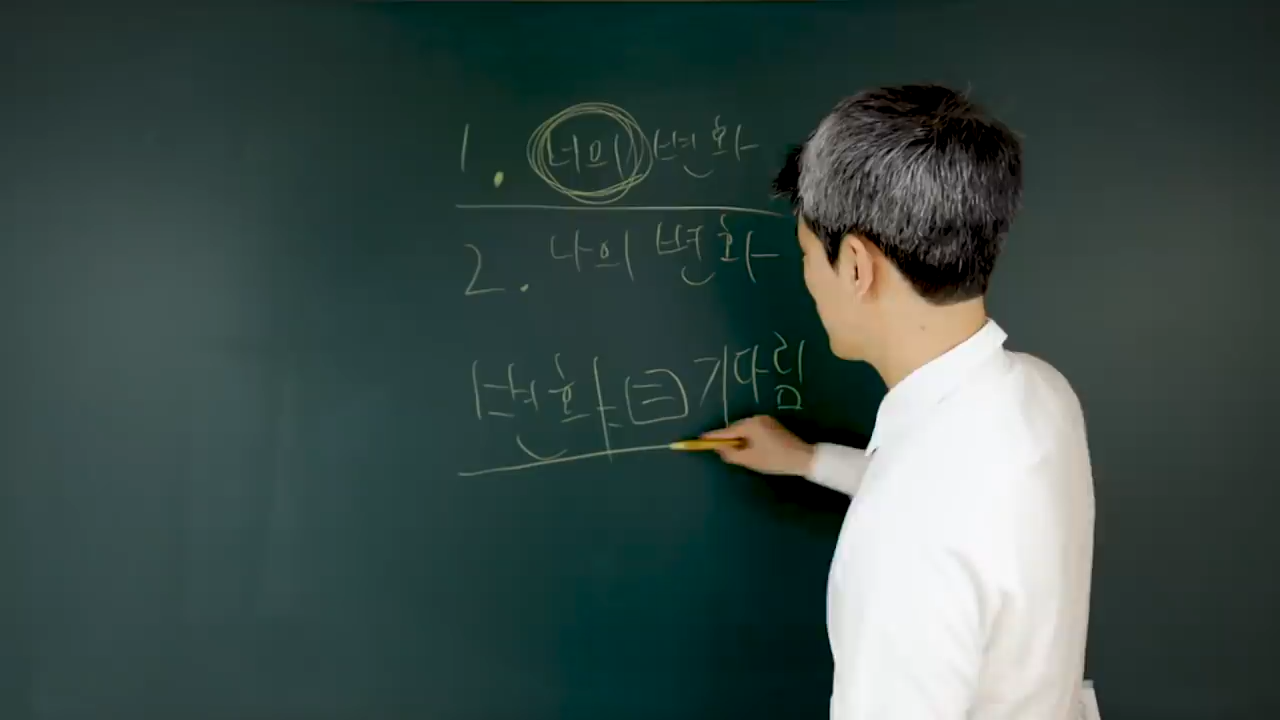 1. 너의 변화
2. 나의 변화
변화 = 기다림